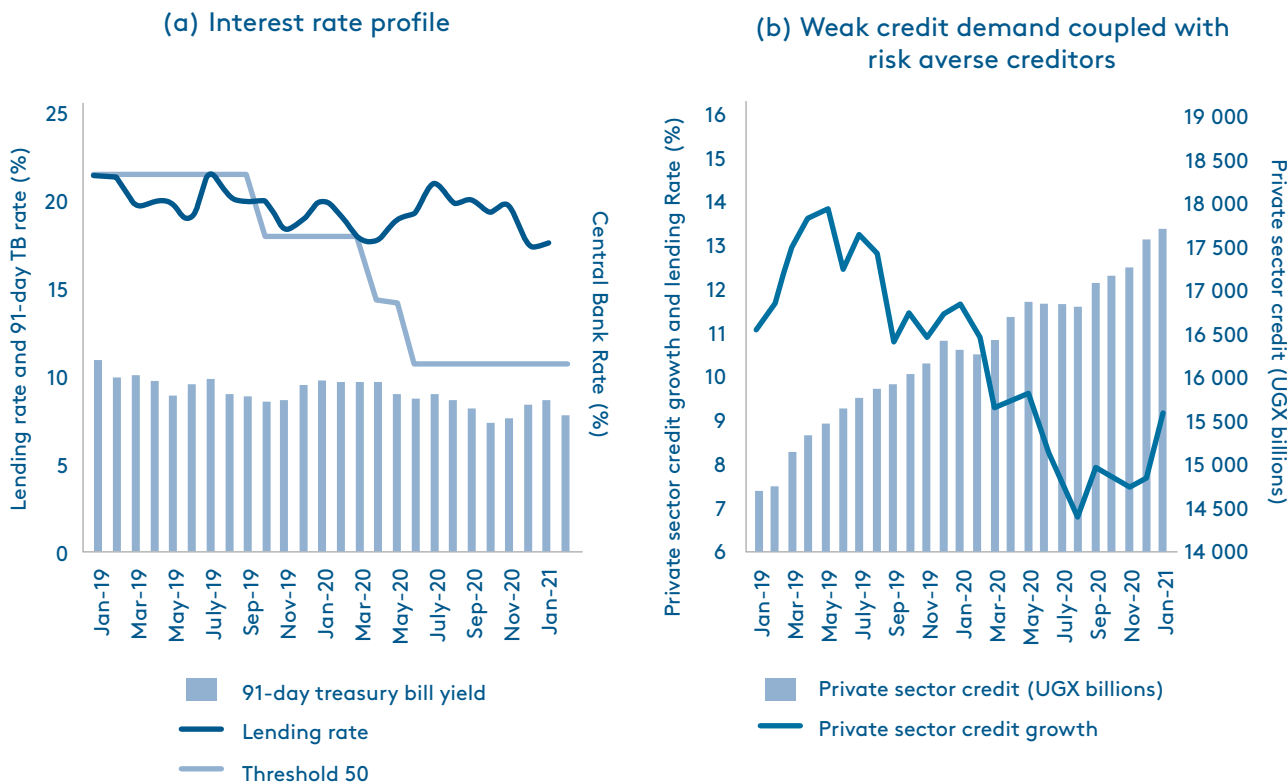 (a) Interest rate profile
Lending rate and 91-day TB rate (%)
25
20
15
10
5
0
Central Bank Rate (%)
Jan-19
Mar-19
May-19
July-19
Sep-19
Nov-19
Jan-20
Mar-20
May-20
July-20
Sep-20
Nov-20
Jan-21
91-day treasury bill yield
Lending rate
Threshold 50
(b) Weak credit demand coupled with
risk averse creditors
Private sector credit growth and lending Rate (%)
16
15
14
13
12
11
10
9
8
7
6
19 000
18 500
18 000
17 500
17 000
16 500
16 000
15 500
15 000
14 500
14 000
Private sector credit (UGX billions)
Jan-19
Mar-19
May-19
July-19
Sep-19
Nov-19
Jan-20
Mar-20
May-20
July-20
Sep-20
Nov-20
Jan-21
Private sector credit (UGX billions)
Private sector credit growth